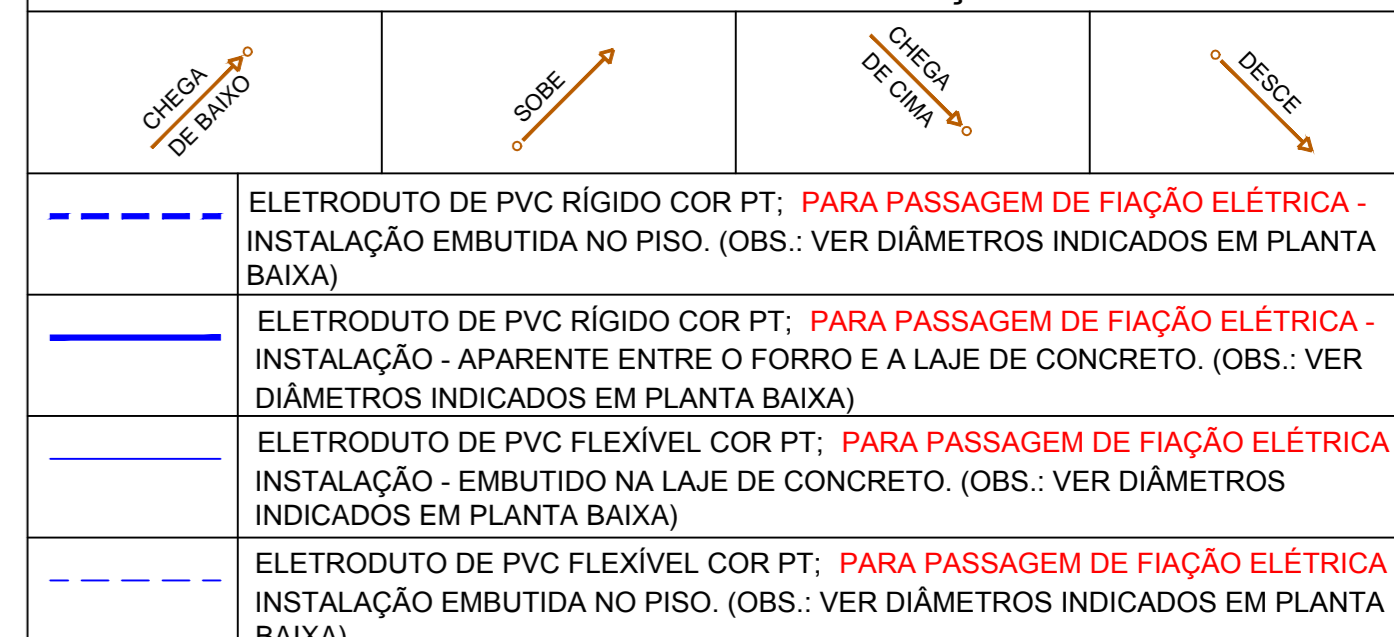 CHEGA
DE BAIXO
SOBE
CHEGA
DE CIMA
DESCE
ELETRODUTO DE PVC RÍGIDO COR PT; PARA PASSAGEM DE FIAÇÃO ELÉTRICA -
INSTALAÇÃO EMBUTIDA NO PISO. (OBS.: VER DIÂMETROS INDICADOS EM PLANTA
BAIXA)
ELETRODUTO DE PVC RÍGIDO COR PT; PARA PASSAGEM DE FIAÇÃO ELÉTRICA -
INSTALAÇÃO - APARENTE ENTRE O FORRO E A LAJE DE CONCRETO. (OBS.: VER
DIÂMETROS INDICADOS EM PLANTA BAIXA)
ELETRODUTO DE PVC FLEXÍVEL COR PT; PARA PASSAGEM DE FIAÇÃO ELÉTRICA
INSTALAÇÃO - EMBUTIDO NA LAJE DE CONCRETO. (OBS.: VER DIÂMETROS
INDICADOS EM PLANTA BAIXA)
ELETRODUTO DE PVC FLEXÍVEL COR PT; PARA PASSAGEM DE FIAÇÃO ELÉTRICA
INSTALAÇÃO EMBUTIDA NO PISO. (OBS.: VER DIÂMETROS INDICADOS EM PLANTA
BAIXA)